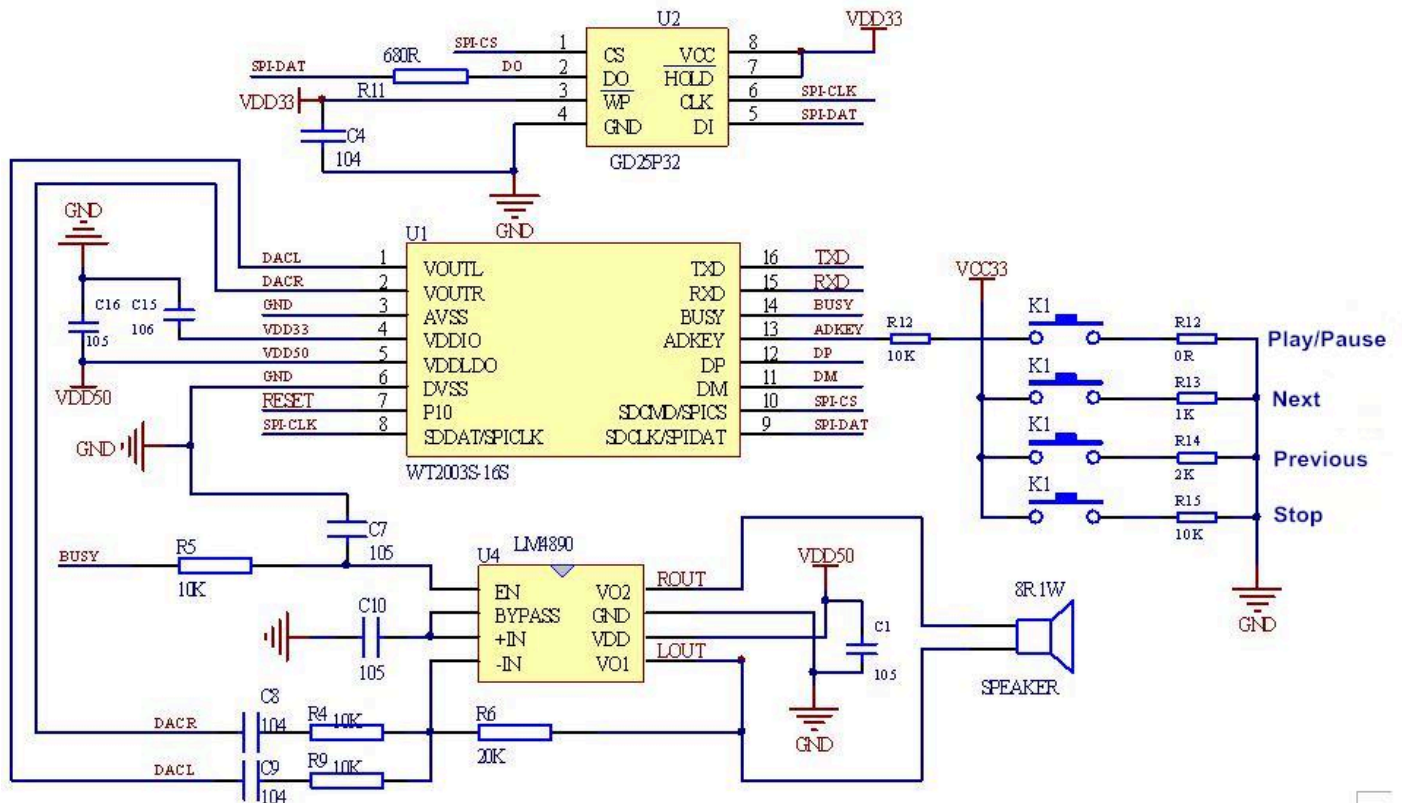 U2
VDD33
SPI-CS
1
CS
VCC
8
680R
SPI-DAT
DO
2
DO
HOLD
7
VDD33
R11
3
WP
CLK
6
SPI-CLK
4
GND
DI
5
SPI-DAT
C4
104
GD25P32
GND
GND
U1
DACL
1
VOUTL
TXD
16
TXD
DACR
2
VOUTR
RXD
15
RXD
GND
3
AVSS
BUSY
14
BUSY
VDD33
4
VDDIO
ADKEY
13
ADKEY
VDD50
5
VDDLDO
DP
12
DP
GND
6
DVSS
DM
11
DM
RESET
7
P10
SDCMD/SPICS
10
SPI-CS
SPI-CLK
8
SDDAT/SPICLK
SDCLK/SPIDAT
9
SPI-DAT
WT2003S-16S
C16
105
C15
106
VDD50
GND
R12
10K
VCC33
K1
R12
0R
Play/Pause
K1
R13
1K
Next
K1
R14
2K
Previous
K1
R15
10K
Stop
GND
C7
105
BUSY
R5
10K
U4
LM4890
EN
VO2
ROUT
BYPASS
GND
+IN
VDD
-IN
VO1
LOUT
C10
105
VDD50
C1
105
GND
8R 1W
SPEAKER
DACR
C8
104
R4
10K
R6
20K
DACL
C9
104
R9
10K